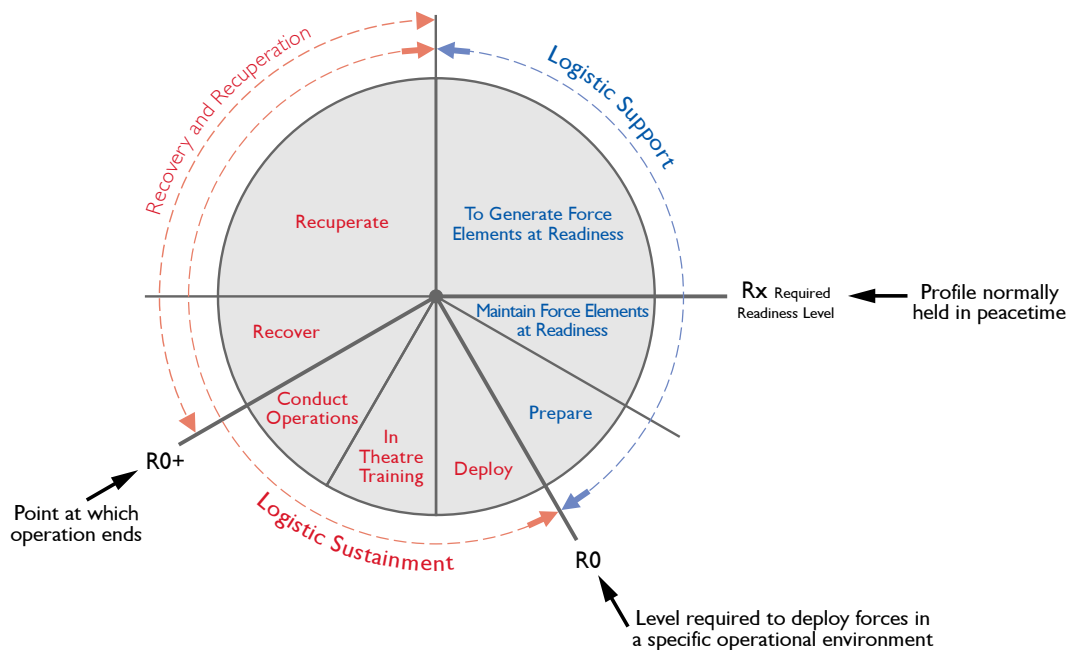 Recovery and Recuperation
Logistic Support
Recuperate
To Generate Force
Elements at Readiness
Rx Required
Readiness Level
Profile normally
held in peacetime
Maintain Force Elements
at Readiness
Recover
Conduct
Operations
In
Theatre
Training
Deploy
Prepare
R0+
Point at which
operation ends
Logistic Sustainment
R0
Level required to deploy forces in
a specific operational environment